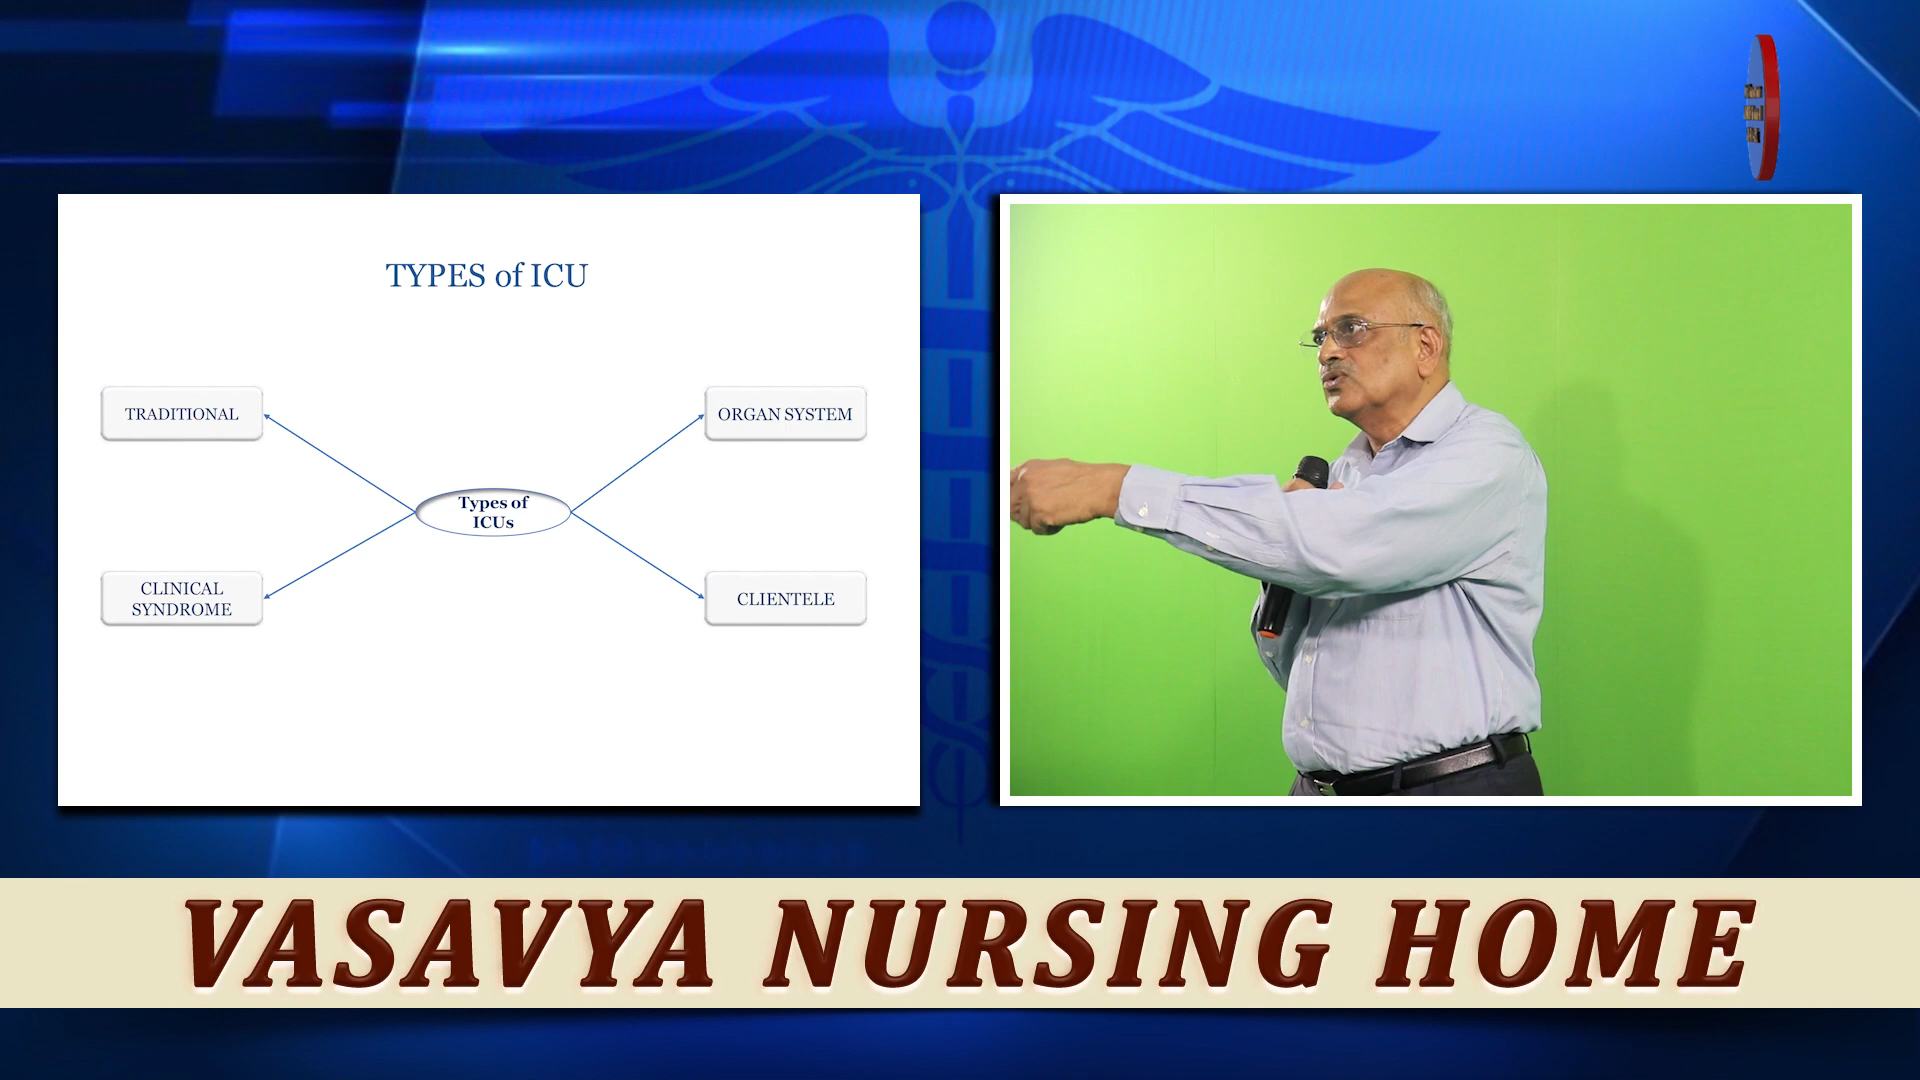 TYPES of ICU
TRADITIONAL
ORGAN SYSTEM
Types of
ICUs
CLINICAL
SYNDROME
CLIENTELE
VASAVYA NURSING HOME